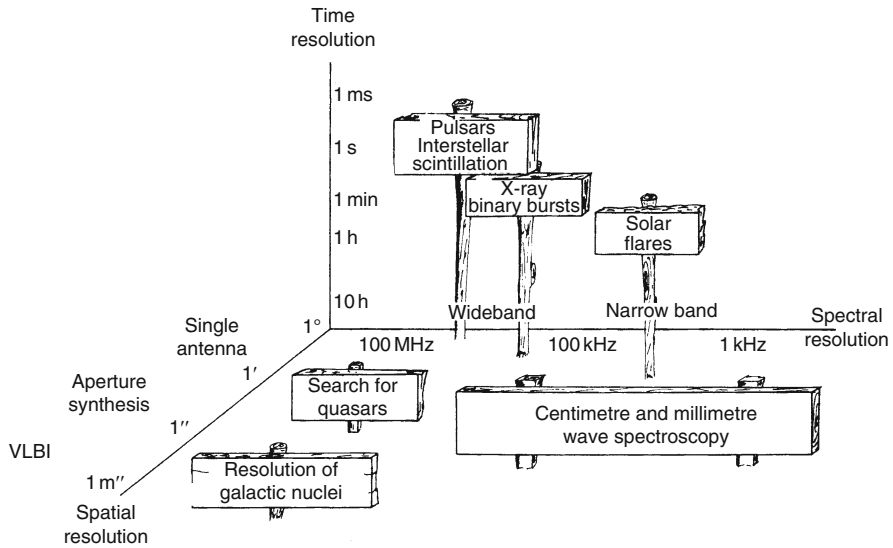 Time
resolution
1 ms
1 s
1 min
1 h
10 h
Pulsars
Interstellar
scintillation
X-ray
binary bursts
Solar
flares
Wideband
Narrow band
Spectral
resolution
100 MHz
100 kHz
1 kHz
Single
antenna
1°
1′
Aperture
synthesis
1″
VLBI
1 m″
Spatial
resolution
Search for
quasars
Centimetre and millimetre
wave spectroscopy
Resolution of
galactic nuclei